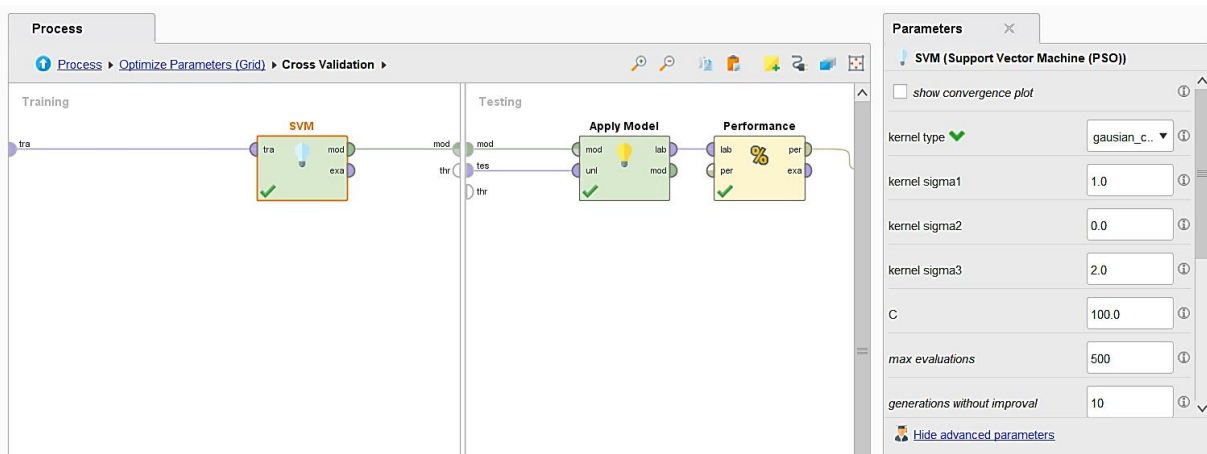 Process
Process ▸ Optimize Parameters (Grid) ▸ Cross Validation ▸
Training
tra
SVM
tra
mod
exa
mod
thr
Testing
mod
tes
thr
Apply Model
mod
lab
unl
mod
Performance
lab
%
per
per
exa
Parameters
SVM (Support Vector Machine (PSO))
show convergence plot
kernel type
gausian_c...
kernel sigma1
1.0
kernel sigma2
0.0
kernel sigma3
2.0
C
100.0
max evaluations
500
generations without improval
10
Hide advanced parameters